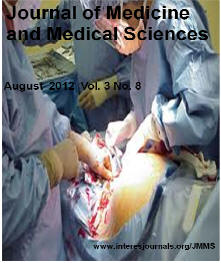 Journal of Medicine
and Medical Sciences
August 2012 Vol. 3 No. 8
www.interesjournals.org/JMMS